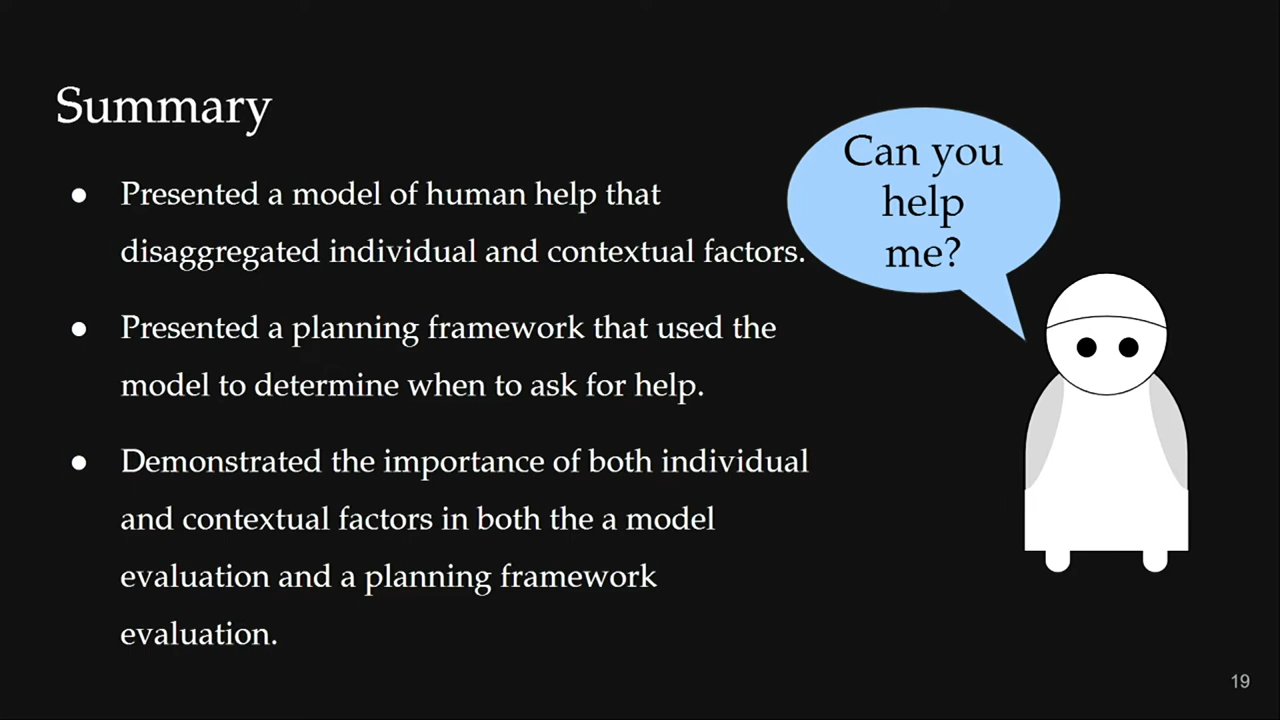 Summary
● Presented a model of human help that
disaggregated individual and contextual factors.
● Presented a planning framework that used the
model to determine when to ask for help.
● Demonstrated the importance of both individual
and contextual factors in both the a model
evaluation and a planning framework
evaluation.
Can you
help
me?
19